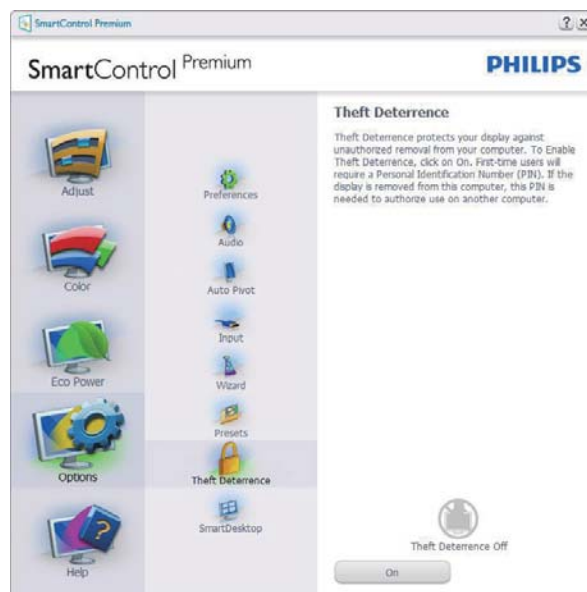 SmartControl Premium
? X
SmartControl Premium
PHILIPS
Adjust
Color
Eco Power
Options
Help
Preferences
Audio
Auto Pivot
Input
Wizard
Presets
Theft Deterrence
SmartDesktop
Theft Deterrence
Theft Deterrence protects your display against
unauthorized removal from your computer. To Enable
Theft Deterrence, click on On. First-time users will
require a Personal Identification Number (PIN). If the
display is removed from this computer, this PIN is
needed to authorize use on another computer.
Theft Deterrence Off
On